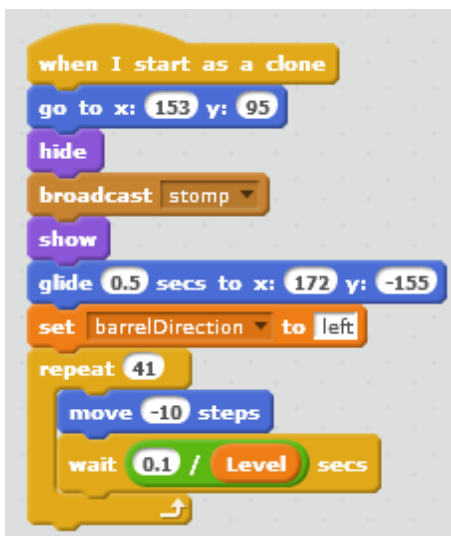 when I start as a clone
go to x: 153 y: 95
hide
broadcast stomp
show
glide 0.5 secs to x: 172 y: -155
set barrelDirection to left
repeat 41
move -10 steps
wait 0.1 / Level secs